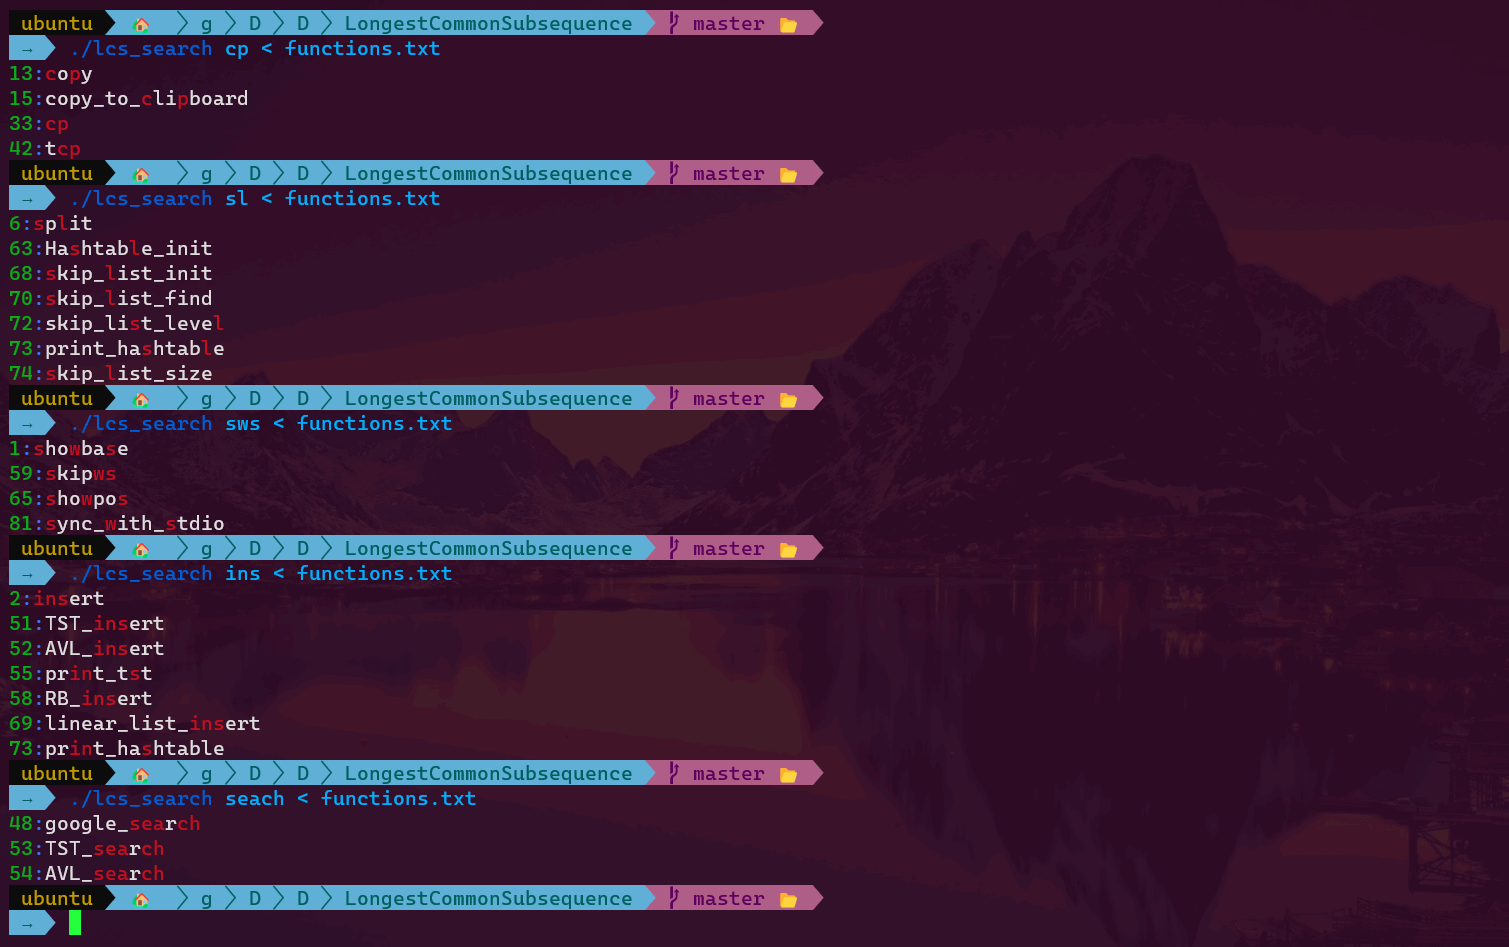 ubuntu g D D LongestCommonSubsequence master
→ ./lcs_search cp < functions.txt
13:copy
15:copy_to_clipboard
33:cp
42:tcp
ubuntu g D D LongestCommonSubsequence master
→ ./lcs_search sl < functions.txt
6:split
63:Hashtable_init
68:skip_list_init
70:skip_list_find
72:skip_list_level
73:print_hashtable
74:skip_list_size
ubuntu g D D LongestCommonSubsequence master
→ ./lcs_search sws < functions.txt
1:showbase
59:skipws
65:showpos
81:sync_with_stdio
ubuntu g D D LongestCommonSubsequence master
→ ./lcs_search ins < functions.txt
2:insert
51:TST_insert
52:AVL_insert
55:print_tst
58:RB_insert
69:linear_list_insert
73:print_hashtable
ubuntu g D D LongestCommonSubsequence master
→ ./lcs_search seach < functions.txt
48:google_search
53:TST_search
54:AVL_search
ubuntu g D D LongestCommonSubsequence master
→